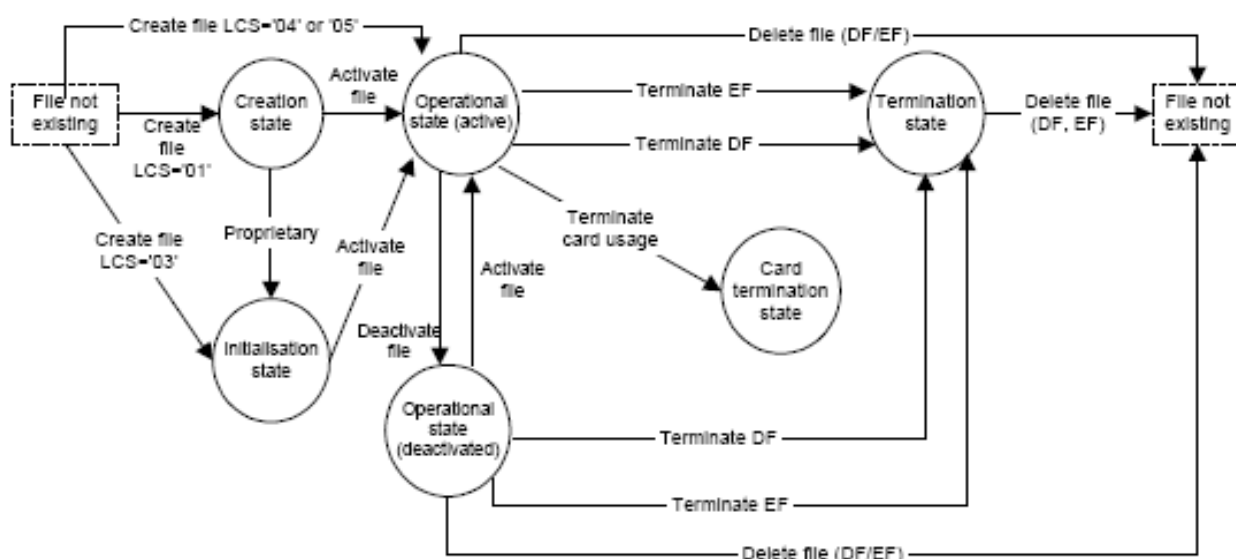 Create file LCS='04' or '05'
Delete file (DF/EF)
File not
existing
Create
file
LCS='01'
Creation
state
Activate
file
Operational
state (active)
Terminate EF
Terminate DF
Termination
state
Delete file
(DF, EF)
File not
existing
Create file
LCS='03'
Proprietary
Activate
file
Terminate
card usage
Activate
file
Card
termination
state
Initialisation
state
Deactivate
file
Operational
state
(deactivated)
Terminate DF
Terminate EF
Delete file (DF/EF)